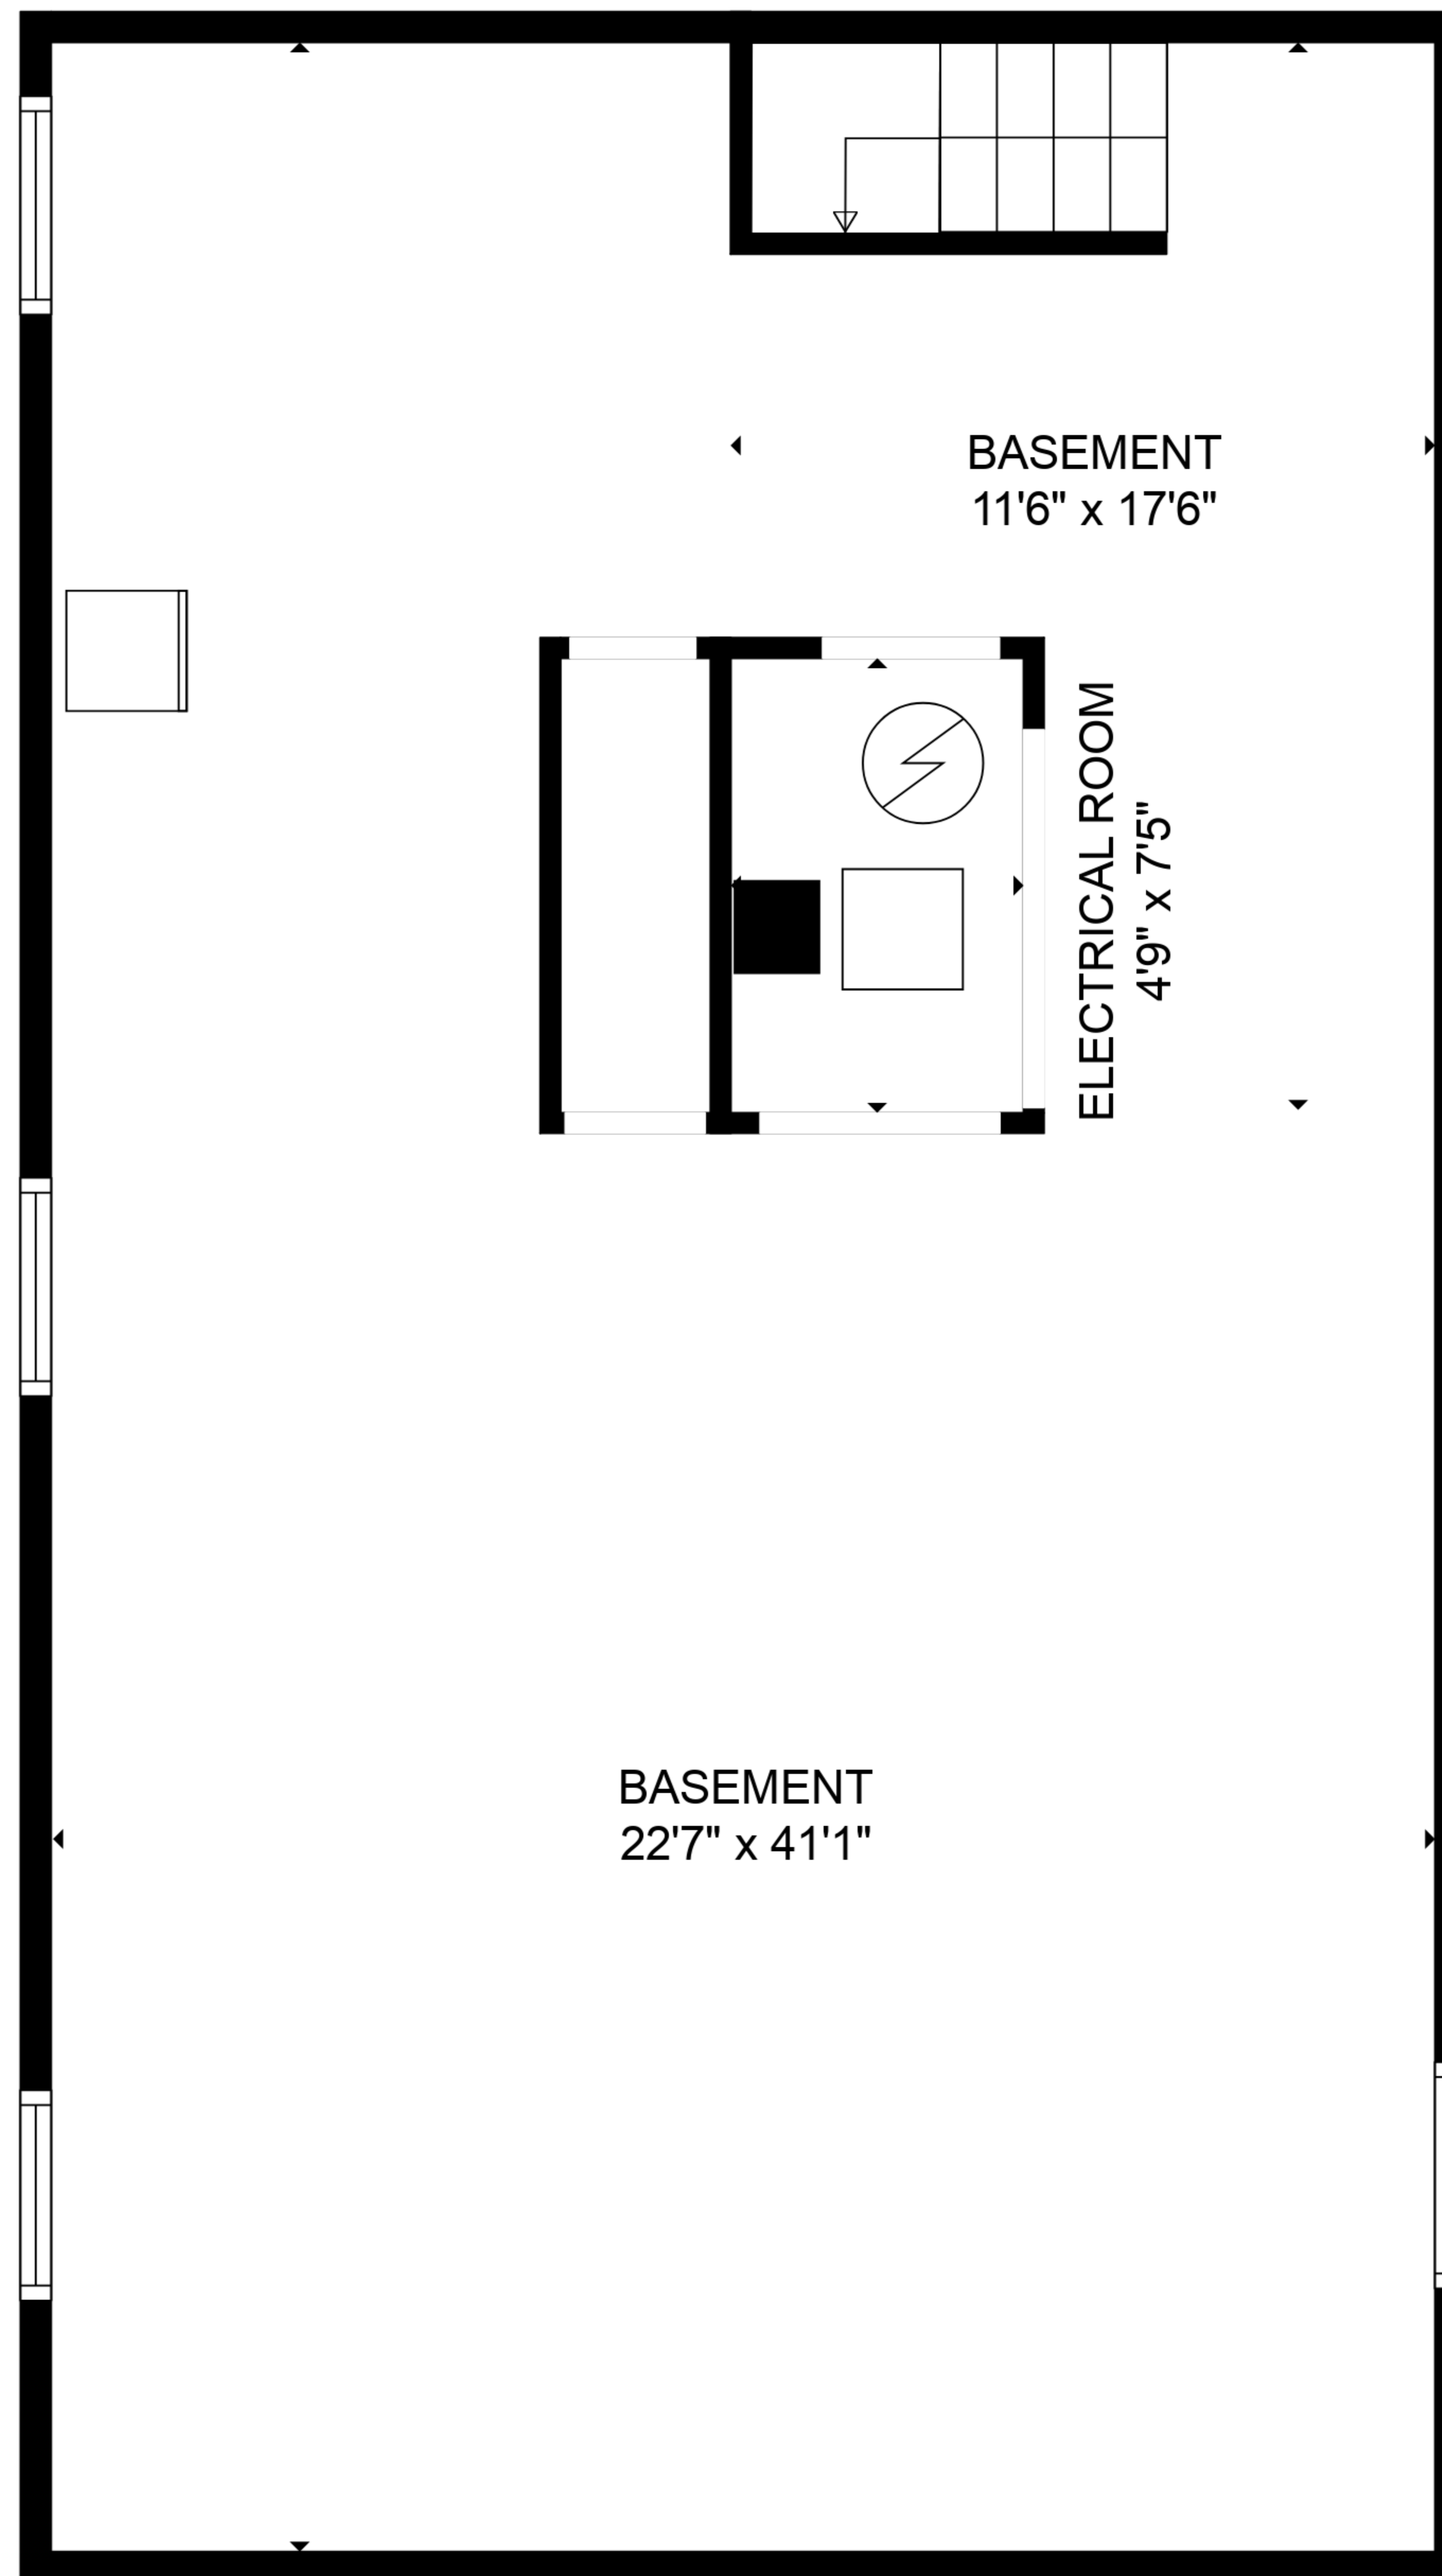 BASEMENT
11'6" x 17'6"
ELECTRICAL ROOM
4'9" x 7'5"
BASEMENT
22'7" x 41'1"